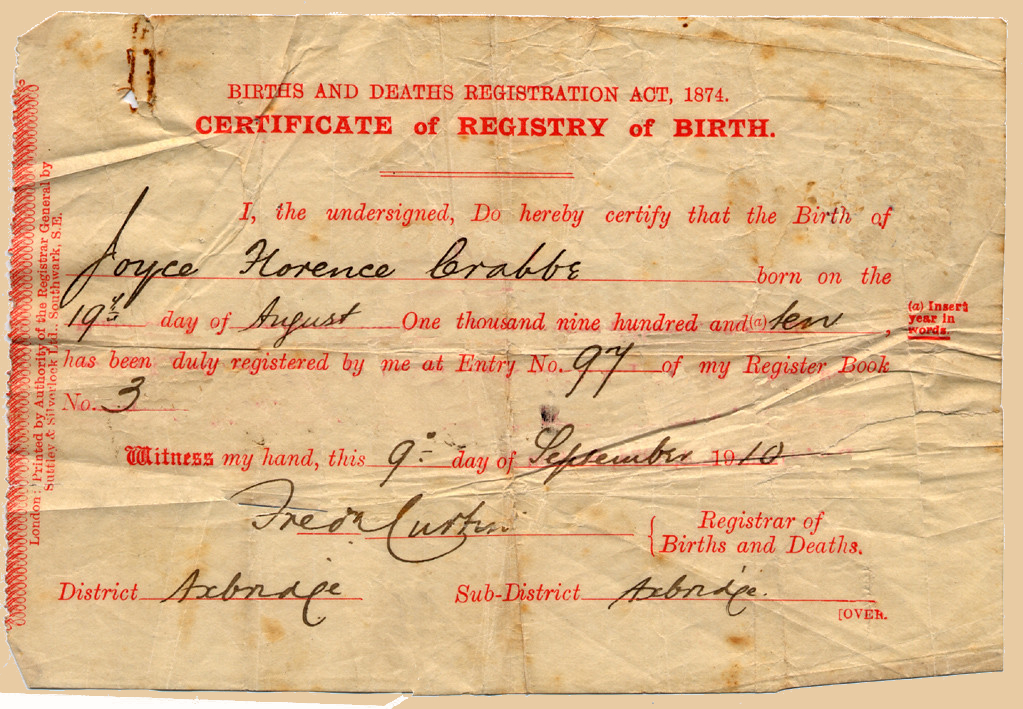 BIRTHS AND DEATHS REGISTRATION ACT, 1874.
CERTIFICATE of REGISTRY of BIRTH.
I, the undersigned, Do hereby certify that the Birth of
Joyce Florence Crabbe born on the
19th day of August One thousand nine hundred and (a) ten,
(a) Insert
year in
words.
has been duly registered by me at Entry No. 97 of my Register Book
No. 3
Witness my hand, this 9th day of September 1910
Fredk Curtin
Registrar of
Births and Deaths.
District Axbridge Sub-District Axbridge.
[OVER.
London: Printed by Authority of the Registrar General by
Suttley & Silverlock Ltd., Southwark, S.E.